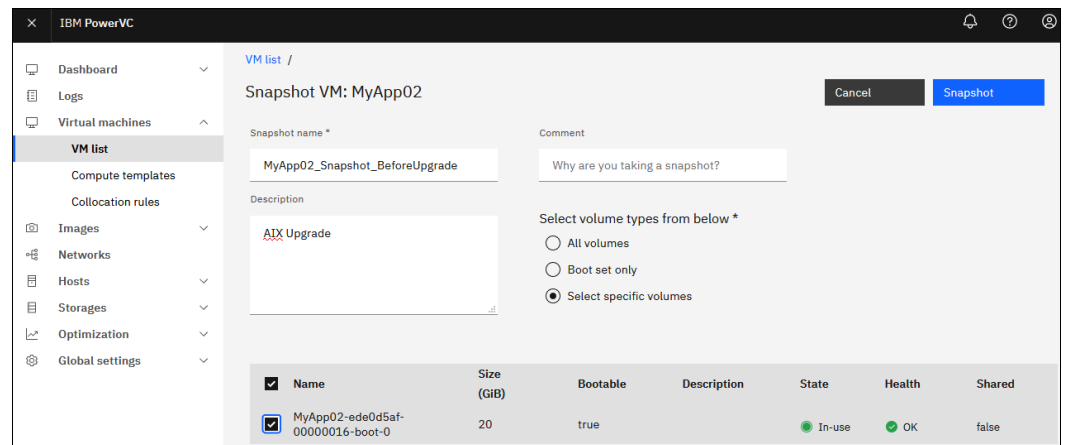 IBM PowerVC
Dashboard
Logs
Virtual machines
VM list
Compute templates
Collocation rules
Images
Networks
Hosts
Storages
Optimization
Global settings
VM list /
Snapshot VM: MyApp02
Cancel
Snapshot
Snapshot name *
MyApp02_Snapshot_BeforeUpgrade
Description
AIX Upgrade
Comment
Why are you taking a snapshot?
Select volume types from below *
All volumes
Boot set only
Select specific volumes
Name Size (GiB) Bootable Description State Health Shared
MyApp02-ede0d5af-
00000016-boot-0
20 true In-use OK false